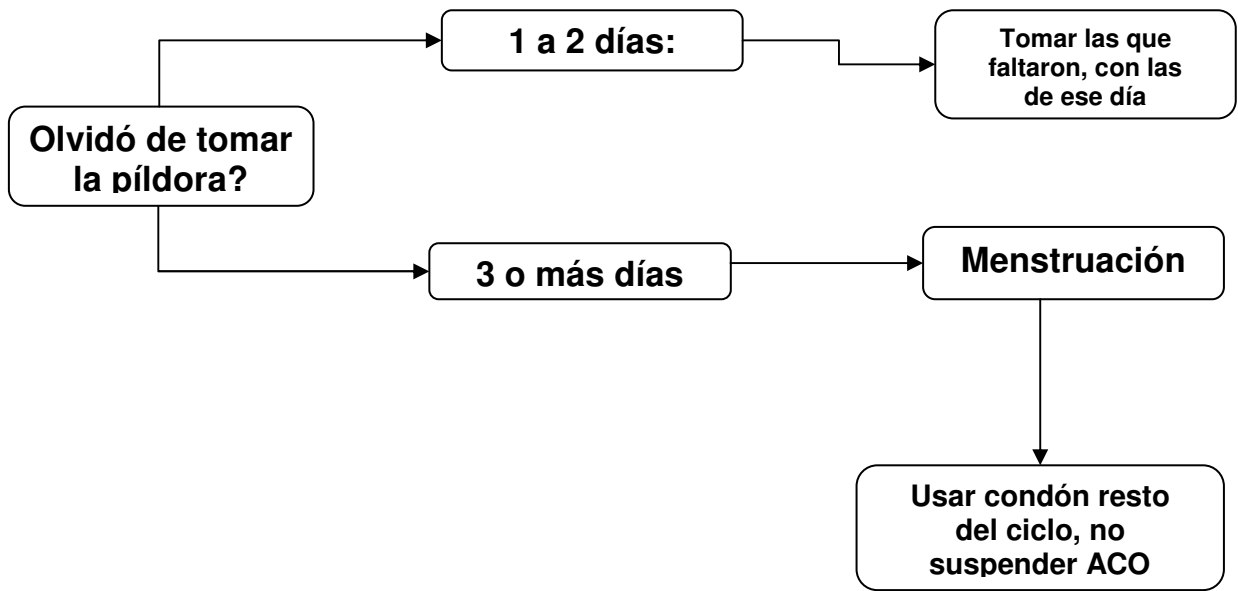 1 a 2 días:
Tomar las que
faltaron, con las
de ese día
Olvidó de tomar
la píldora?
3 o más días
Menstruación
Usar condón resto
del ciclo, no
suspender ACO